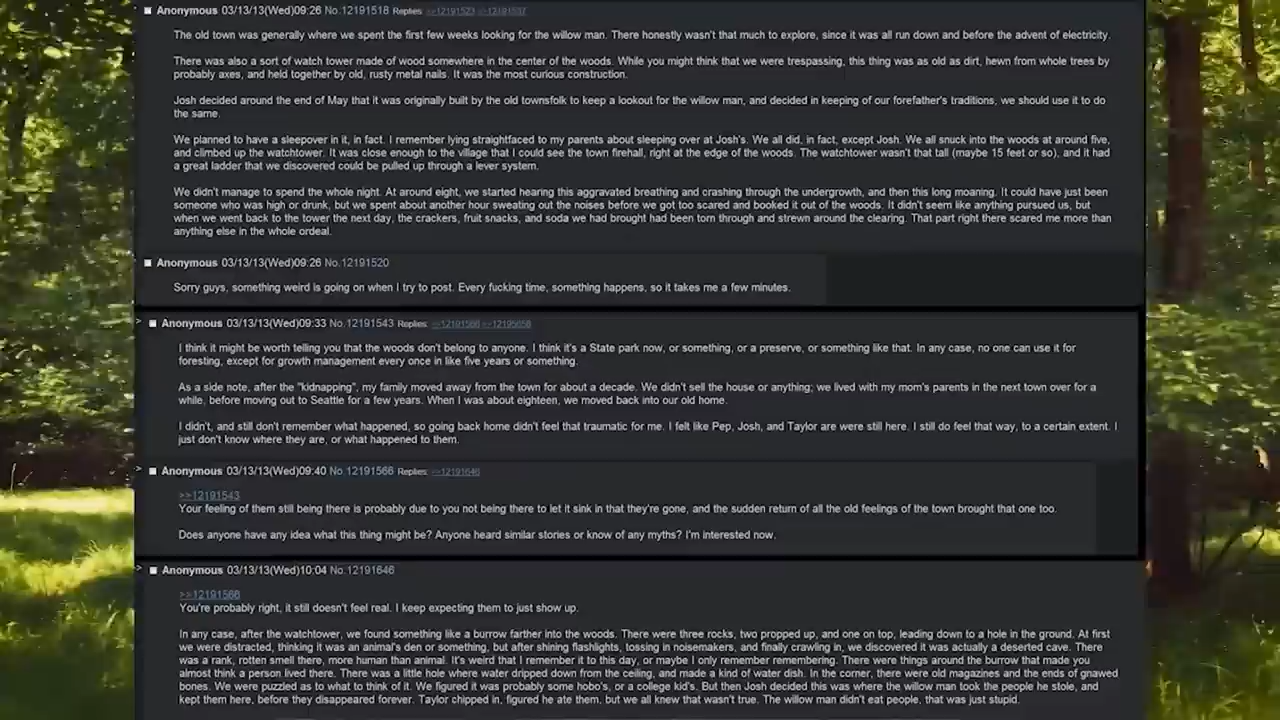 Anonymous 03/13/13(Wed)09:26 No.12191518 Replies: >>12191523 >>12191537
The old town was generally where we spent the first few weeks looking for the willow man. There honestly wasn't that much to explore, since it was all run down and before the advent of electricity.
There was also a sort of watch tower made of wood somewhere in the center of the woods. While you might think that we were trespassing, this thing was as old as dirt, hewn from whole trees by
probably axes, and held together by old, rusty metal nails. It was the most curious construction.
Josh decided around the end of May that it was originally built by the old townsfolk to keep a lookout for the willow man, and decided in keeping of our forefather's traditions, we should use it to do
the same.
We planned to have a sleepover in it, in fact. I remember lying straightfaced to my parents about sleeping over at Josh's. We all did, in fact, except Josh. We all snuck into the woods at around five,
and climbed up the watchtower. It was close enough to the village that I could see the town firehall, right at the edge of the woods. The watchtower wasn't that tall (maybe 15 feet or so), and it had
a great ladder that we discovered could be pulled up through a lever system.
We didn't manage to spend the whole night. At around eight, we started hearing this aggravated breathing and crashing through the undergrowth, and then this long moaning. It could have just been
someone who was high or drunk, but we spent about another hour sweating out the noises before we got too scared and booked it out of the woods. It didn't seem like anything pursued us, but
when we went back to the tower the next day, the crackers, fruit snacks, and soda we had brought had been torn through and strewn around the clearing. That part right there scared me more than
anything else in the whole ordeal.
Anonymous 03/13/13(Wed)09:26 No.12191520
Sorry guys, something weird is going on when I try to post. Every fucking time, something happens, so it takes me a few minutes.
> Anonymous 03/13/13(Wed)09:33 No.12191543 Replies: >>12191566 >>12195658
I think it might be worth telling you that the woods don't belong to anyone. I think it's a State park now, or something, or a preserve, or something like that. In any case, no one can use it for
foresting, except for growth management every once in like five years or something.
As a side note, after the "kidnapping", my family moved away from the town for about a decade. We didn't sell the house or anything; we lived with my mom's parents in the next town over for a
while, before moving out to Seattle for a few years. When I was about eighteen, we moved back into our old home.
I didn't, and still don't remember what happened, so going back home didn't feel that traumatic for me. I felt like Pep, Josh, and Taylor are were still here. I still do feel that way, to a certain extent. I
just don't know where they are, or what happened to them.
> Anonymous 03/13/13(Wed)09:40 No.12191566 Replies: >>12191646
>>12191543
Your feeling of them still being there is probably due to you not being there to let it sink in that they're gone, and the sudden return of all the old feelings of the town brought that one too.
Does anyone have any idea what this thing might be? Anyone heard similar stories or know of any myths? I'm interested now.
> Anonymous 03/13/13(Wed)10:04 No.12191646
>>12191566
You're probably right, it still doesn't feel real. I keep expecting them to just show up.
In any case, after the watchtower, we found something like a burrow farther into the woods. There were three rocks, two propped up, and one on top, leading down to a hole in the ground. At first
we were distracted, thinking it was an animal's den or something, but after shining flashlights, tossing in noisemakers, and finally crawling in, we discovered it was actually a deserted cave. There
was a rank, rotten smell there, more human than animal. It's weird that I remember it to this day, or maybe I only remember remembering. There were things around the burrow that made you
almost think a person lived there. There was a little hole where water dripped down from the ceiling, and made a kind of water dish. In the corner, there were old magazines and the ends of gnawed
bones. We were puzzled as to what to think of it. We figured it was probably some hobo's, or a college kid's. But then Josh decided this was where the willow man took the people he stole, and
kept them here, before they disappeared forever. Taylor chipped in, figured he ate them, but we all knew that wasn't true. The willow man didn't eat people, that was just stupid.